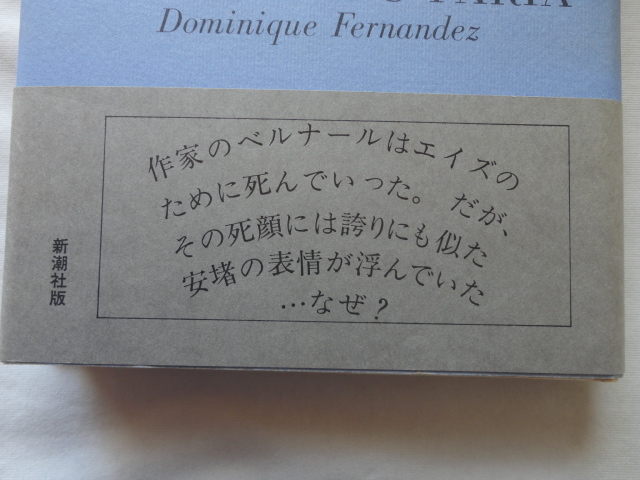 Dominique Fernandez
作家のベルナールはエイズの
ために死んでいった。だが、
その死顔には誇りにも似た
安堵の表情が浮んでいた
…なぜ?
新潮社版